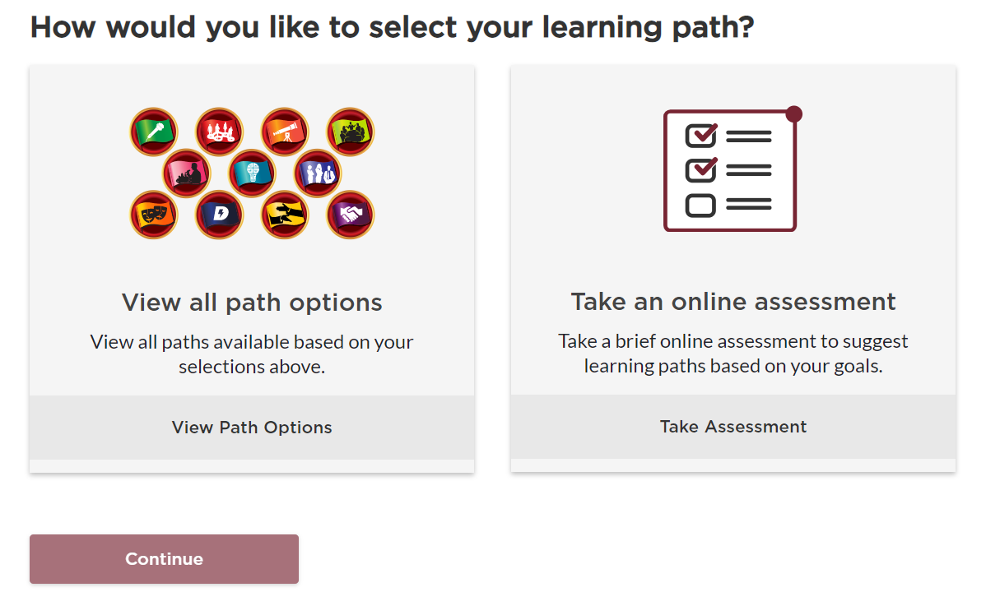 How would you like to select your learning path?
D
View all path options
View all paths available based on your
selections above.
View Path Options
Take an online assessment
Take a brief online assessment to suggest
learning paths based on your goals.
Take Assessment
Continue